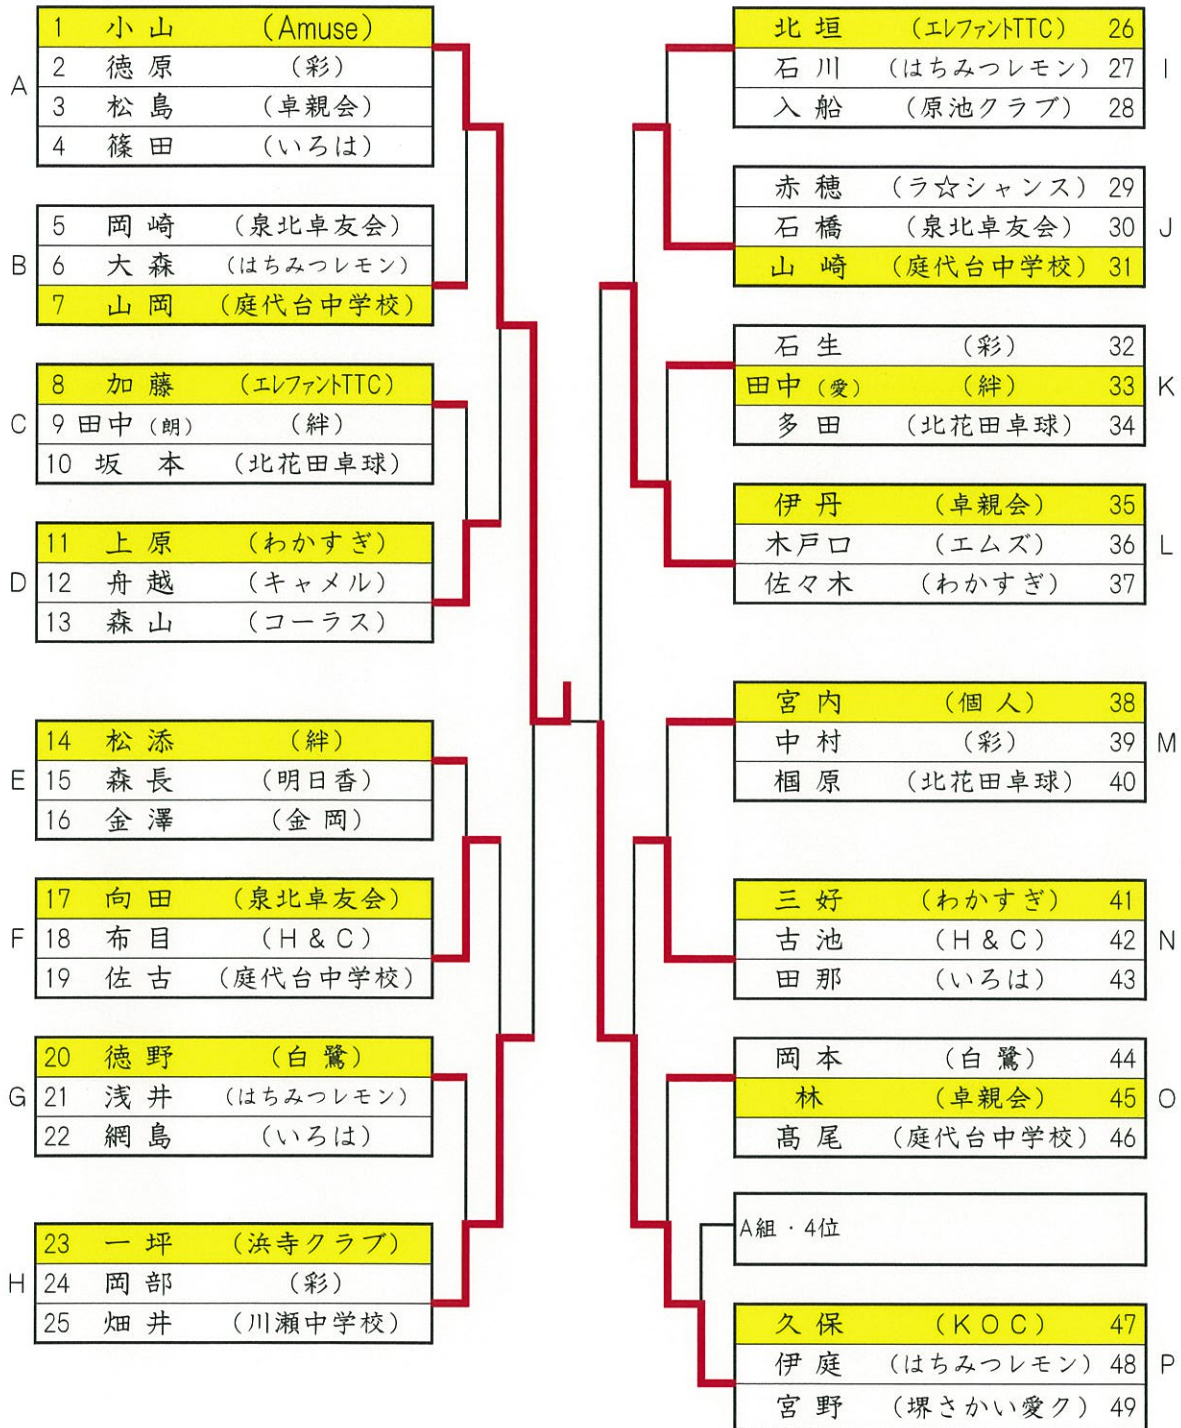 A
1 小山 (Amuse)
2 徳原 (彩)
3 松島 (卓親会)
4 篠田 (いろは)
B
5 岡崎 (泉北卓友会)
6 大森 (はちみつレモン)
7 山岡 (庭代台中学校)
C
8 加藤 (エレファントTTC)
9 田中(朗) (絆)
10 坂本 (北花田卓球)
D
11 上原 (わかすぎ)
12 舟越 (キャメル)
13 森山 (コーラス)
E
14 松添 (絆)
15 森長 (明日香)
16 金澤 (金岡)
F
17 向田 (泉北卓友会)
18 布目 (H&C)
19 佐古 (庭代台中学校)
G
20 徳野 (白鷺)
21 浅井 (はちみつレモン)
22 網島 (いろは)
H
23 一坪 (浜寺クラブ)
24 岡部 (彩)
25 畑井 (川瀬中学校)
北垣 (エレファントTTC) 26
石川 (はちみつレモン) 27
入船 (原池クラブ) 28
I
赤穂 (ラ☆シャンス) 29
石橋 (泉北卓友会) 30
山崎 (庭代台中学校) 31
J
石生 (彩) 32
田中(愛) (絆) 33
多田 (北花田卓球) 34
K
伊丹 (卓親会) 35
木戸口 (エムズ) 36
佐々木 (わかすぎ) 37
L
宮内 (個人) 38
中村 (彩) 39
椢原 (北花田卓球) 40
M
三好 (わかすぎ) 41
古池 (H&C) 42
田那 (いろは) 43
N
岡本 (白鷺) 44
林 (卓親会) 45
髙尾 (庭代台中学校) 46
O
A組・4位
久保 (KOC) 47
伊庭 (はちみつレモン) 48
宮野 (堺さかい愛ク) 49
P